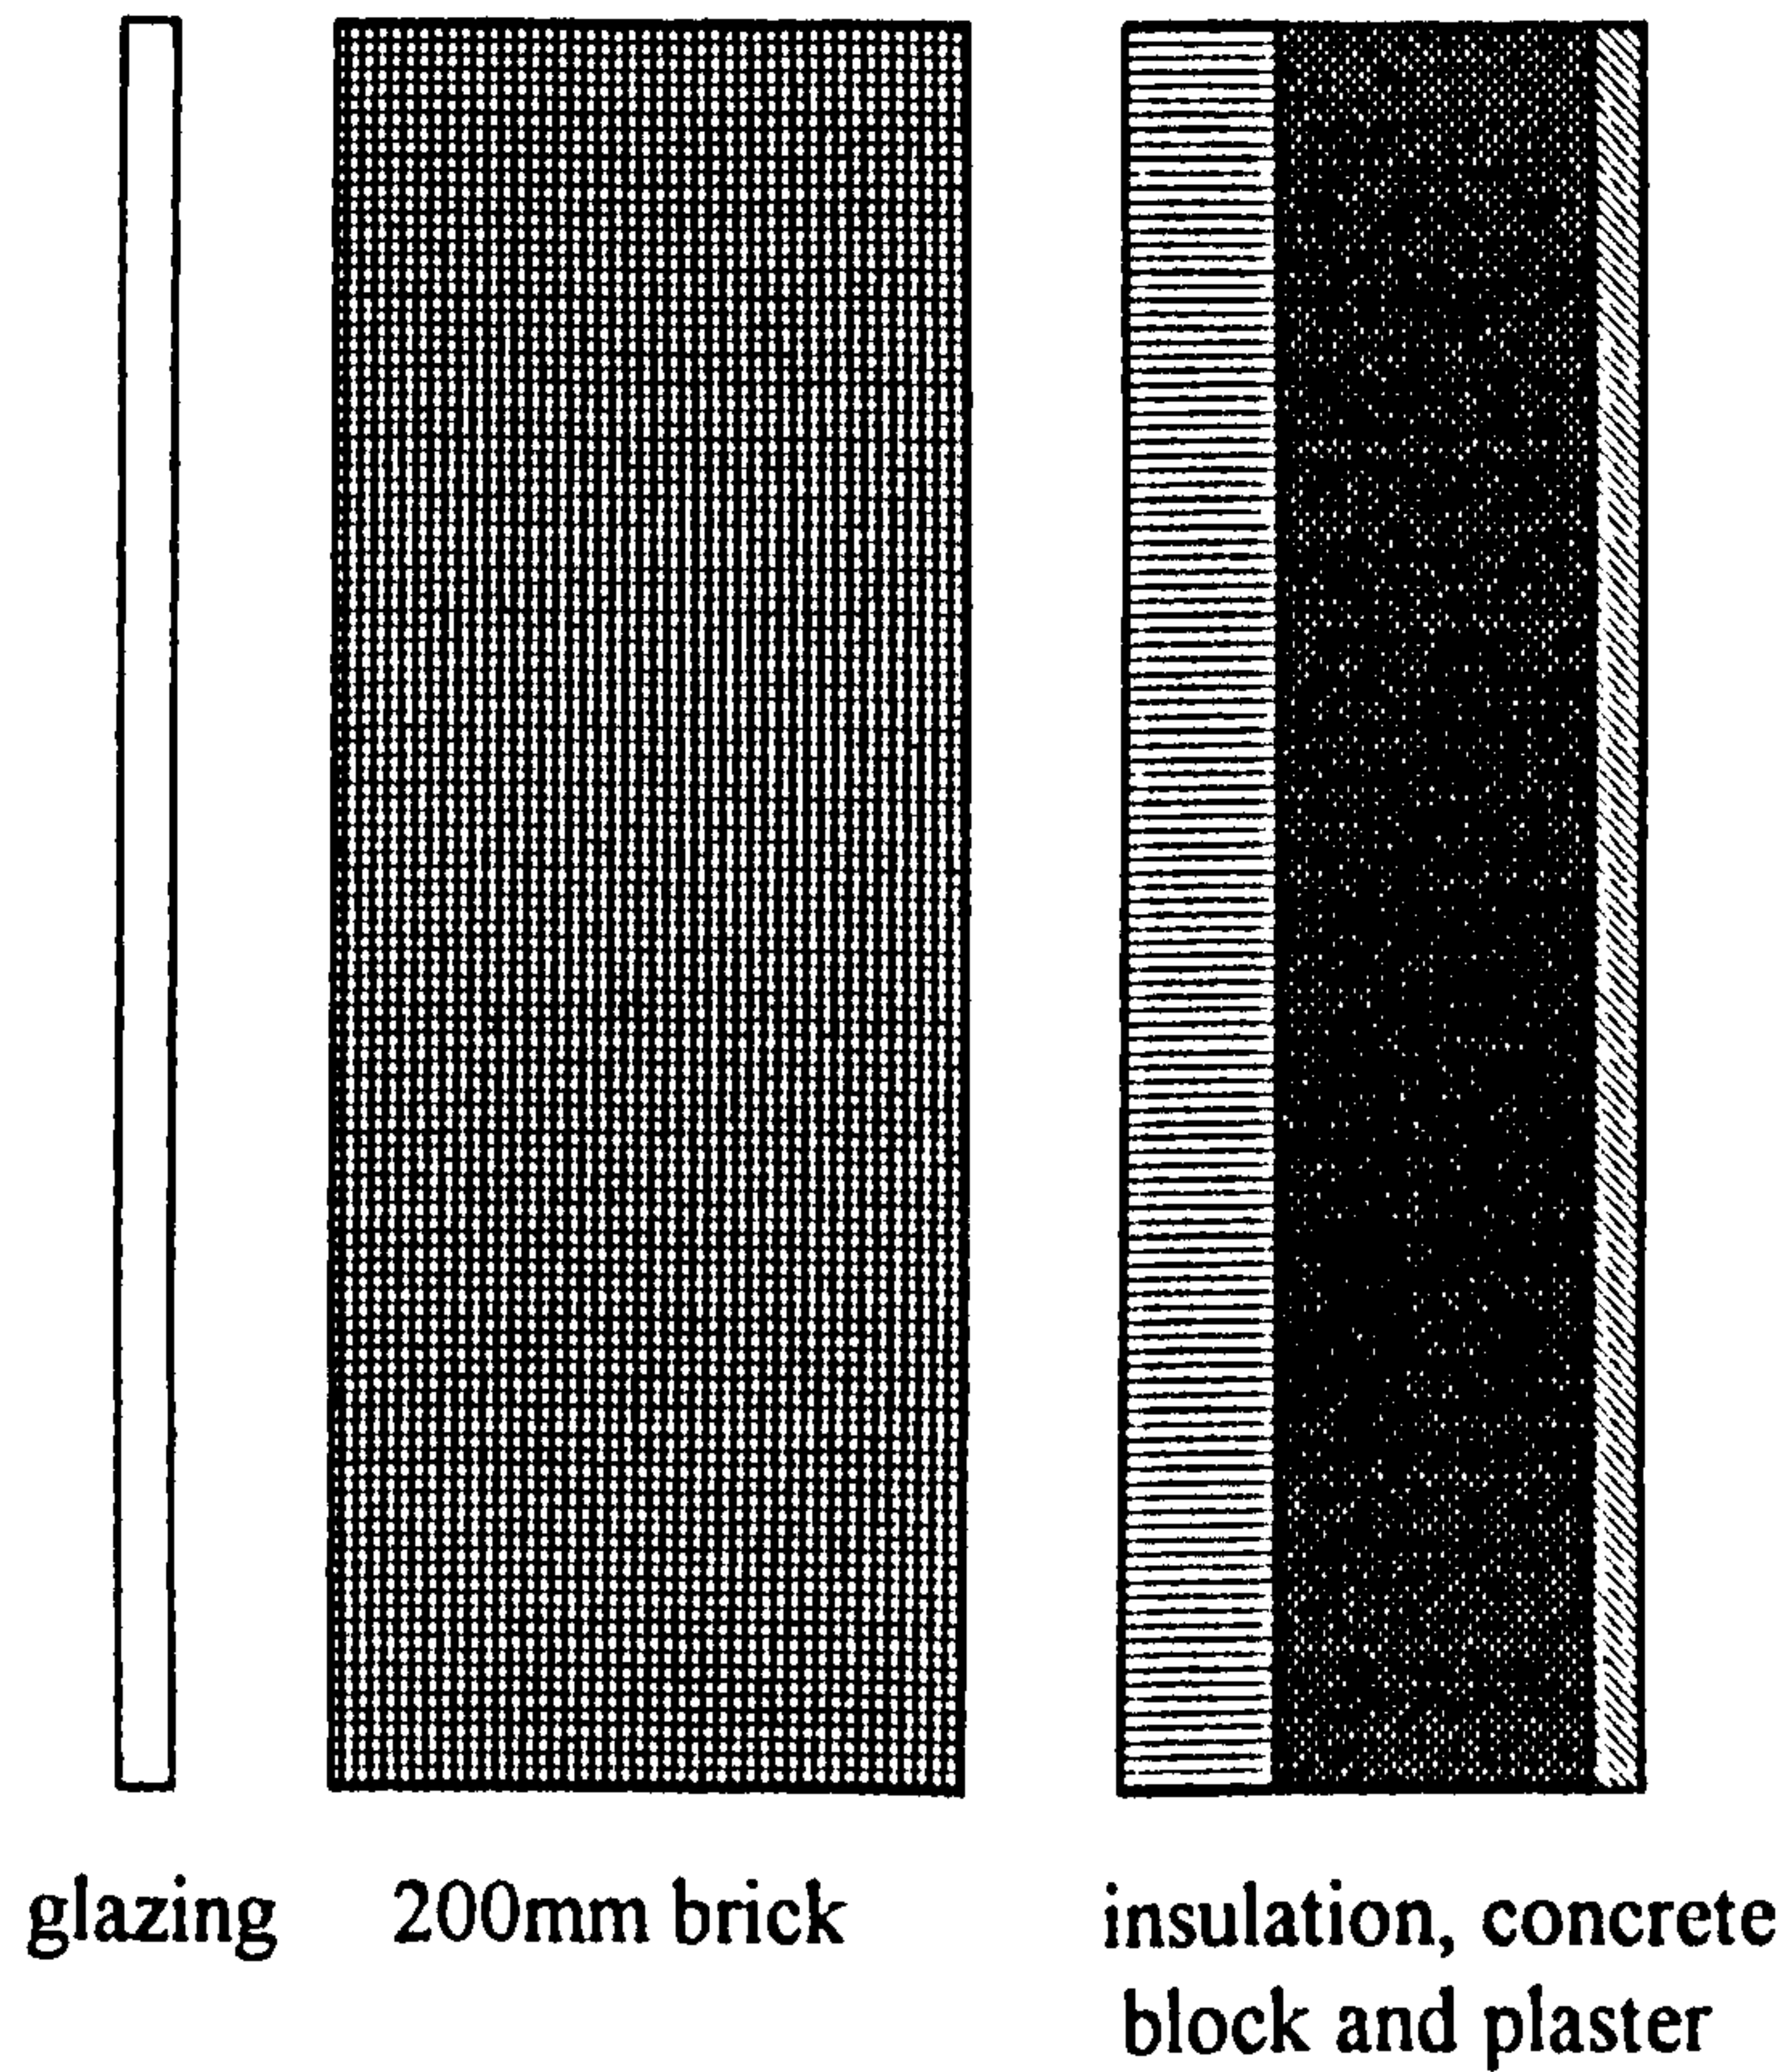 glazing
200mm brick
insulation, concrete
block and plaster